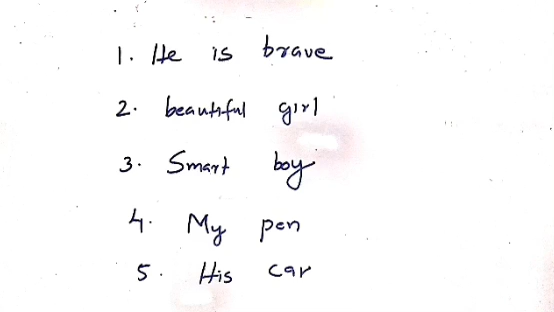 1. He is brave
2. beautiful girl
3. Smart boy
4. My pen
5. His car